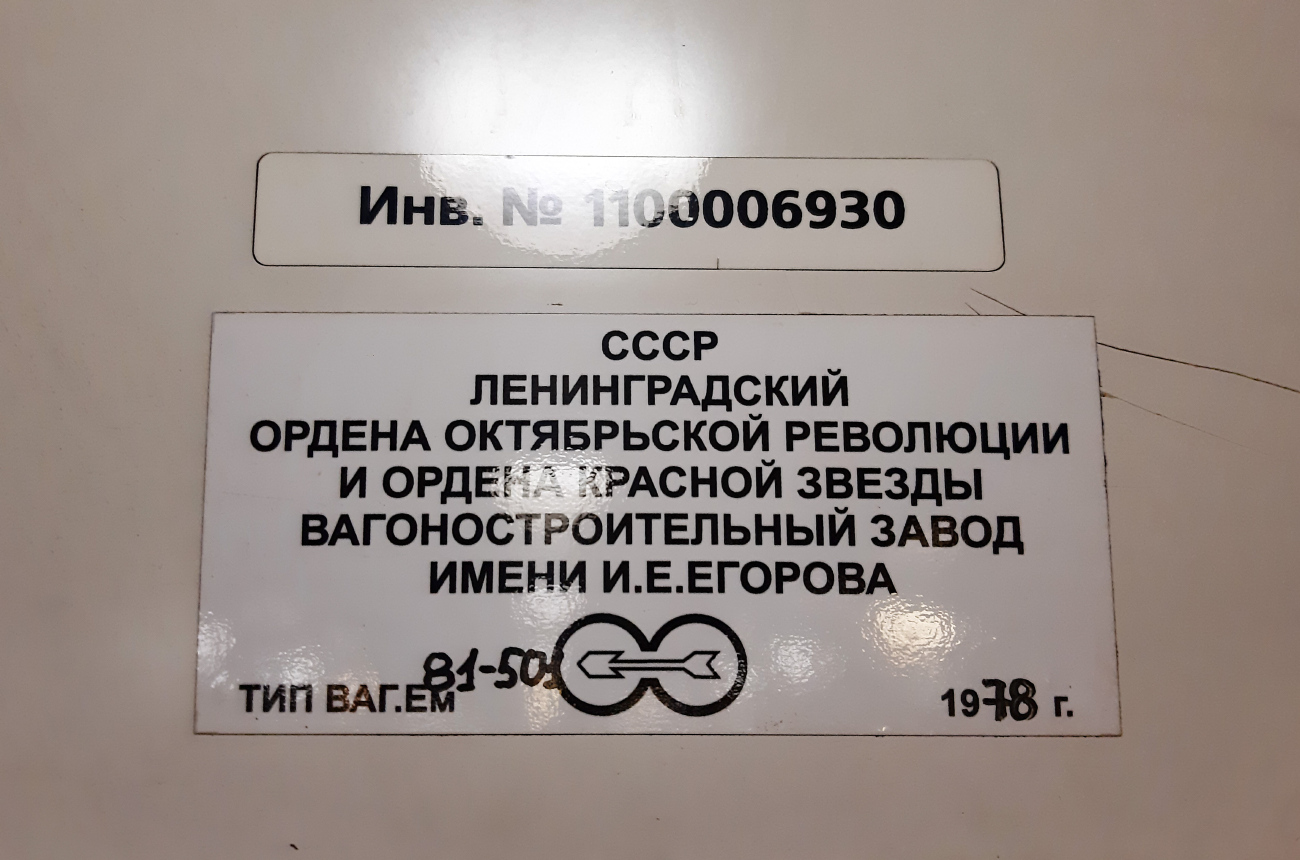 Инв. № 1100006930
СССР
ЛЕНИНГРАДСКИЙ
ОРДЕНА ОКТЯБРЬСКОЙ РЕВОЛЮЦИИ
И ОРДЕНА КРАСНОЙ ЗВЕЗДЫ
ВАГОНОСТРОИТЕЛЬНЫЙ ЗАВОД
ИМЕНИ И.Е.ЕГОРОВА
81-501
ТИП ВАГ.ЕМ 1978 г.